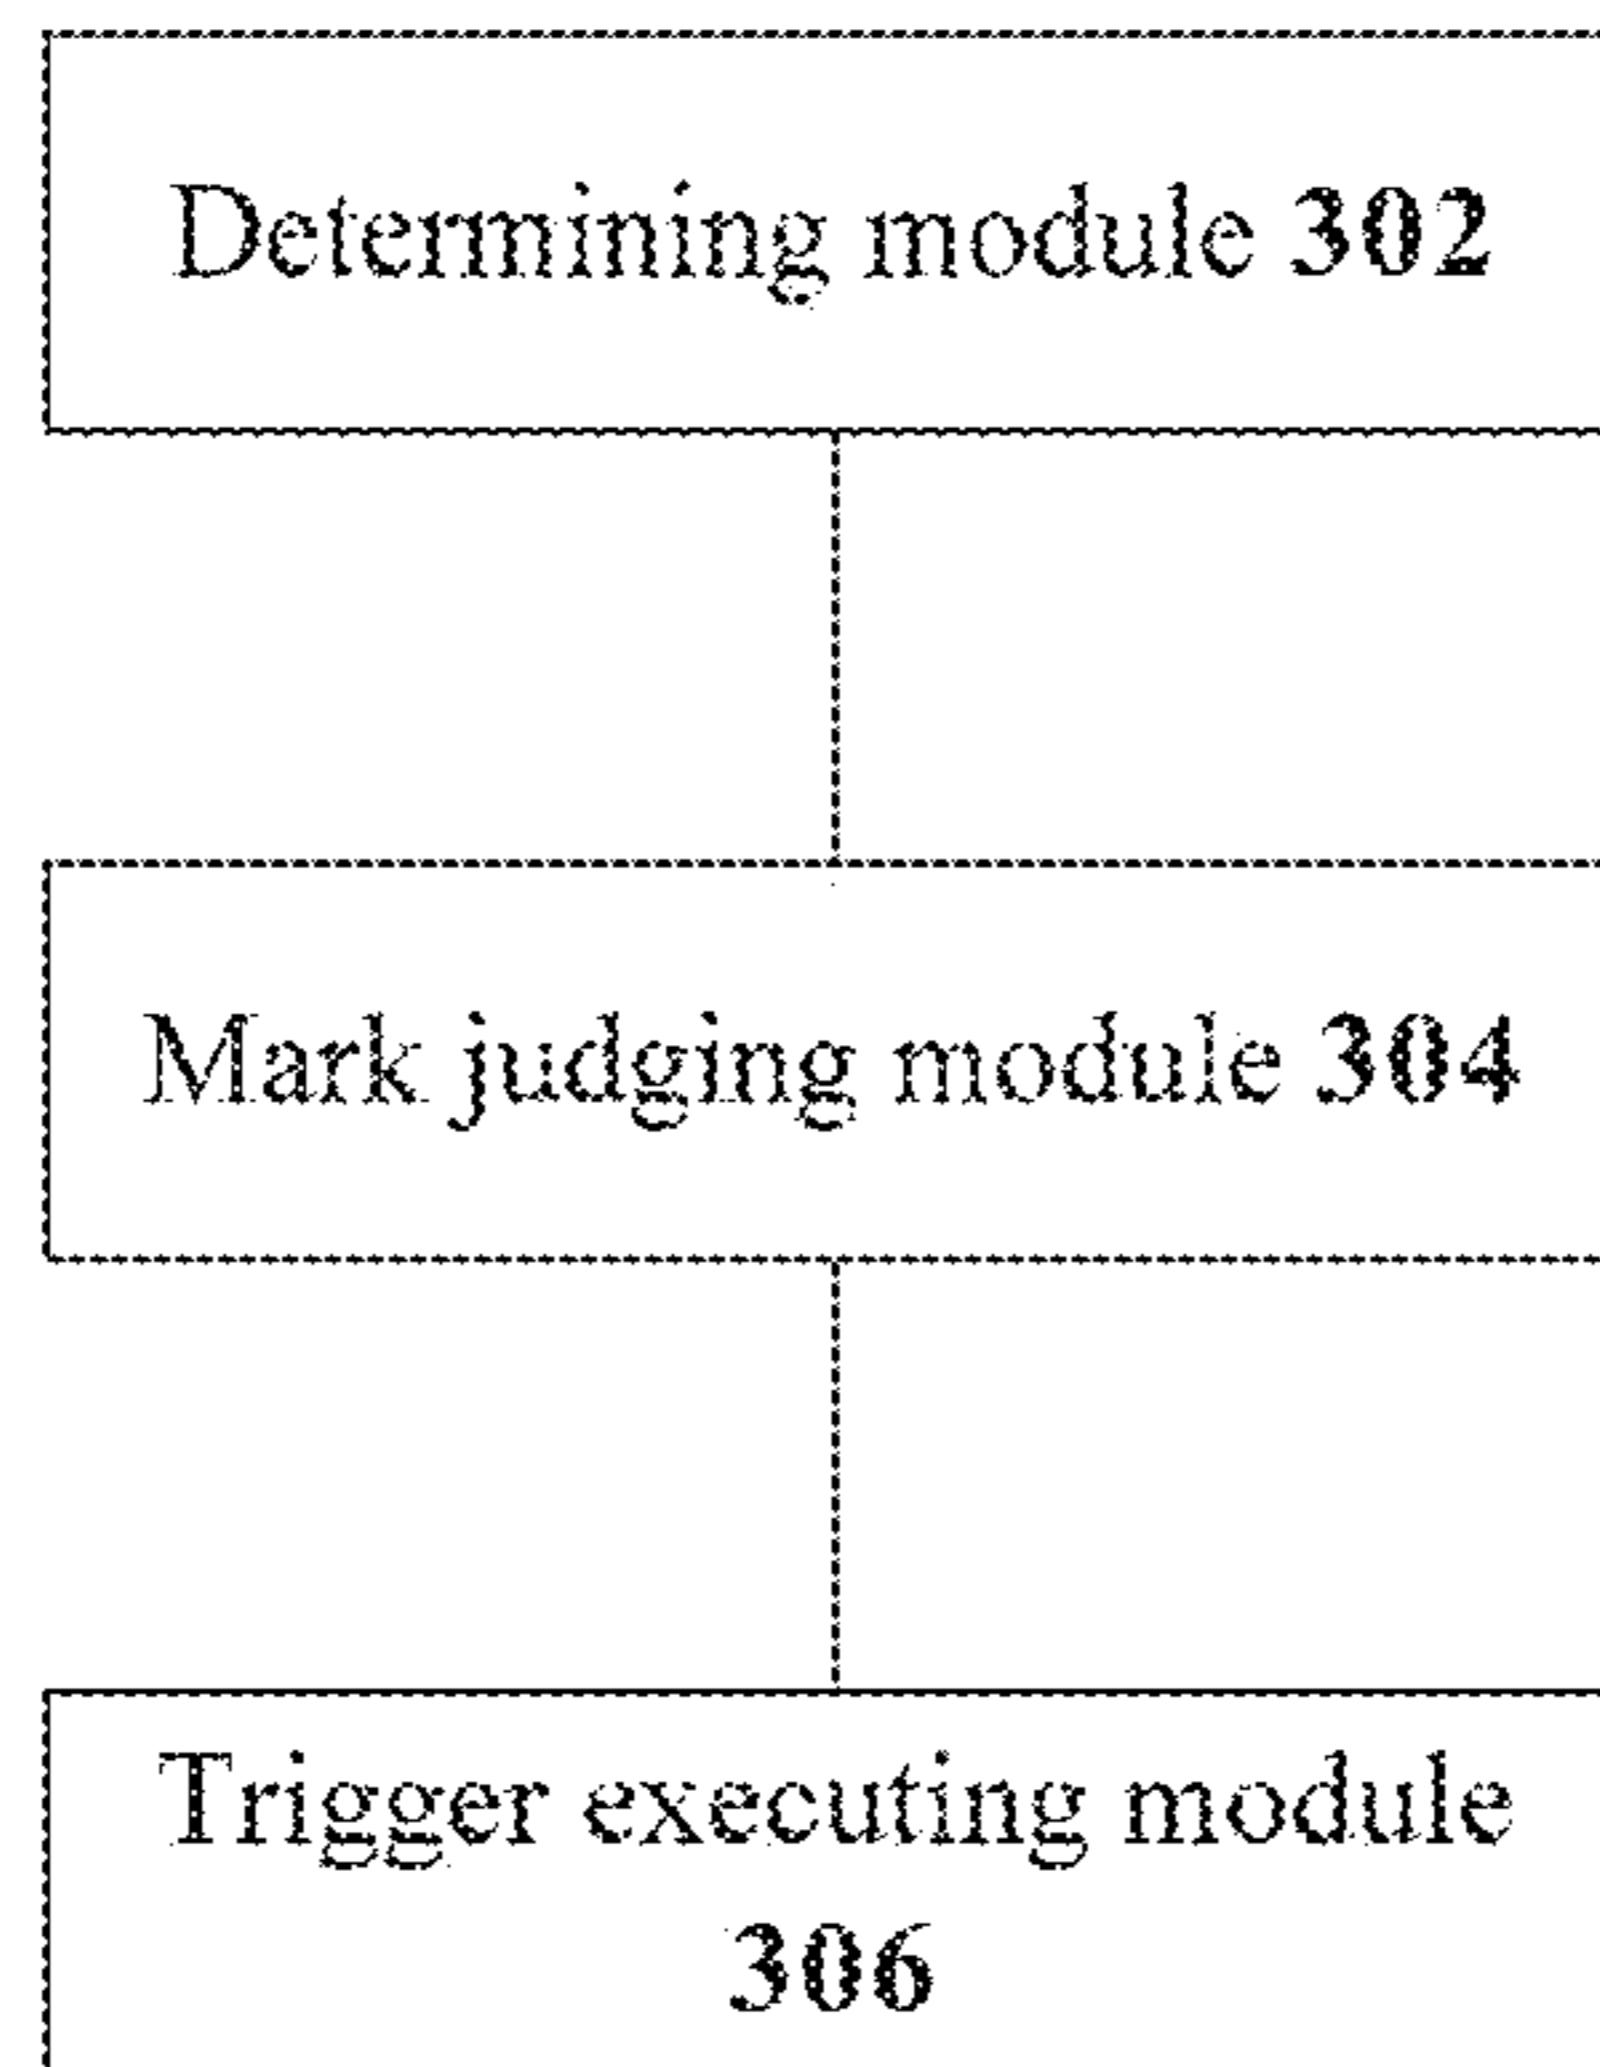 Determining module 302
Mark judging module 304
Trigger executing module
306